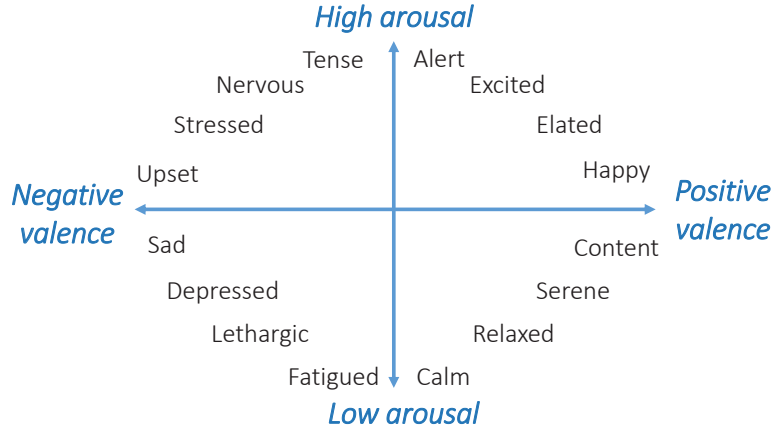 High arousal
Tense Alert
Nervous Excited
Stressed Elated
Upset Happy
Negative
valence
Positive
valence
Sad Content
Depressed Serene
Lethargic Relaxed
Fatigued Calm
Low arousal